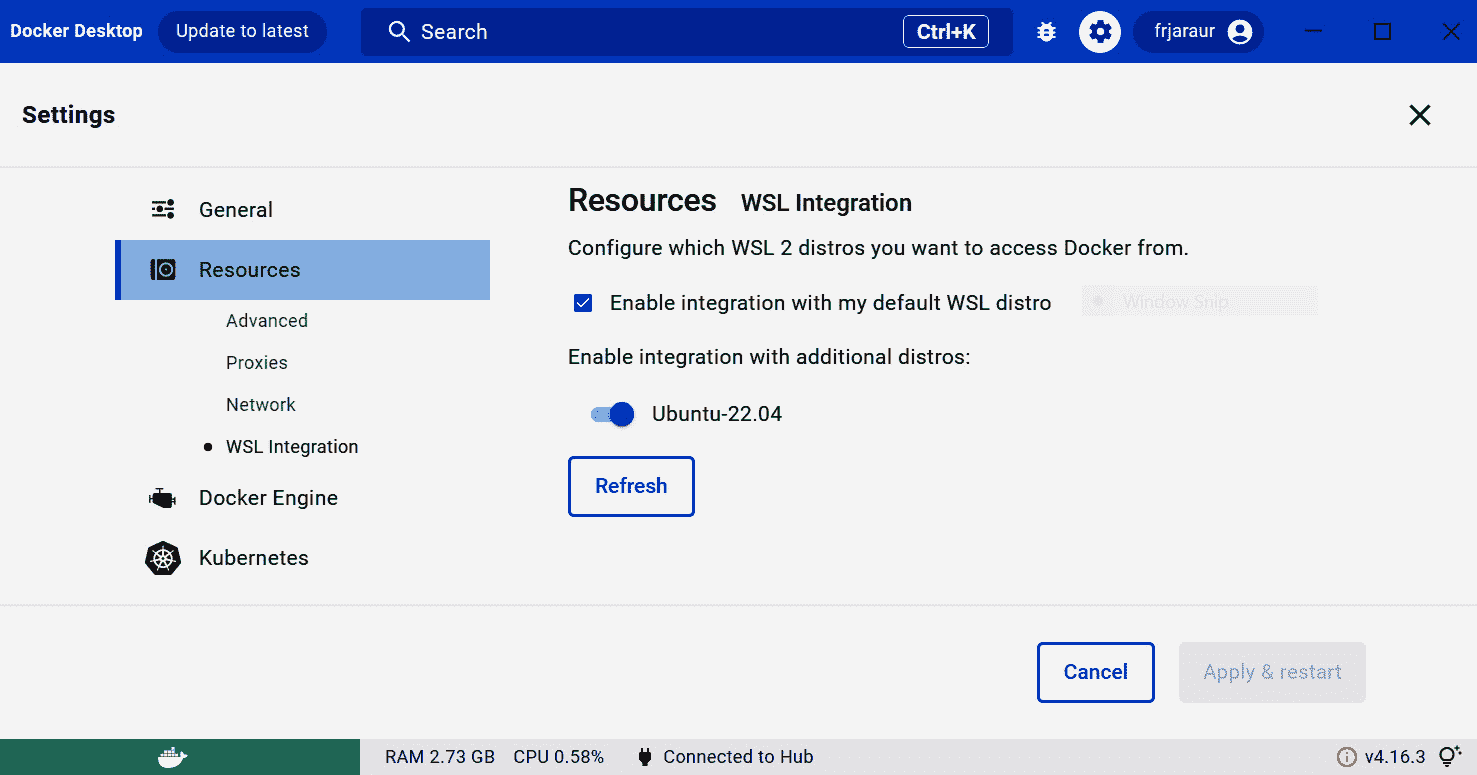 Docker Desktop Update to latest Search Ctrl+K frjaraur
Settings
General
Resources
Advanced
Proxies
Network
WSL Integration
Docker Engine
Kubernetes
Resources WSL Integration
Configure which WSL 2 distros you want to access Docker from.
Enable integration with my default WSL distro
Window Snip
Enable integration with additional distros:
Ubuntu-22.04
Refresh
Cancel Apply & restart
RAM 2.73 GB CPU 0.58% Connected to Hub v4.16.3